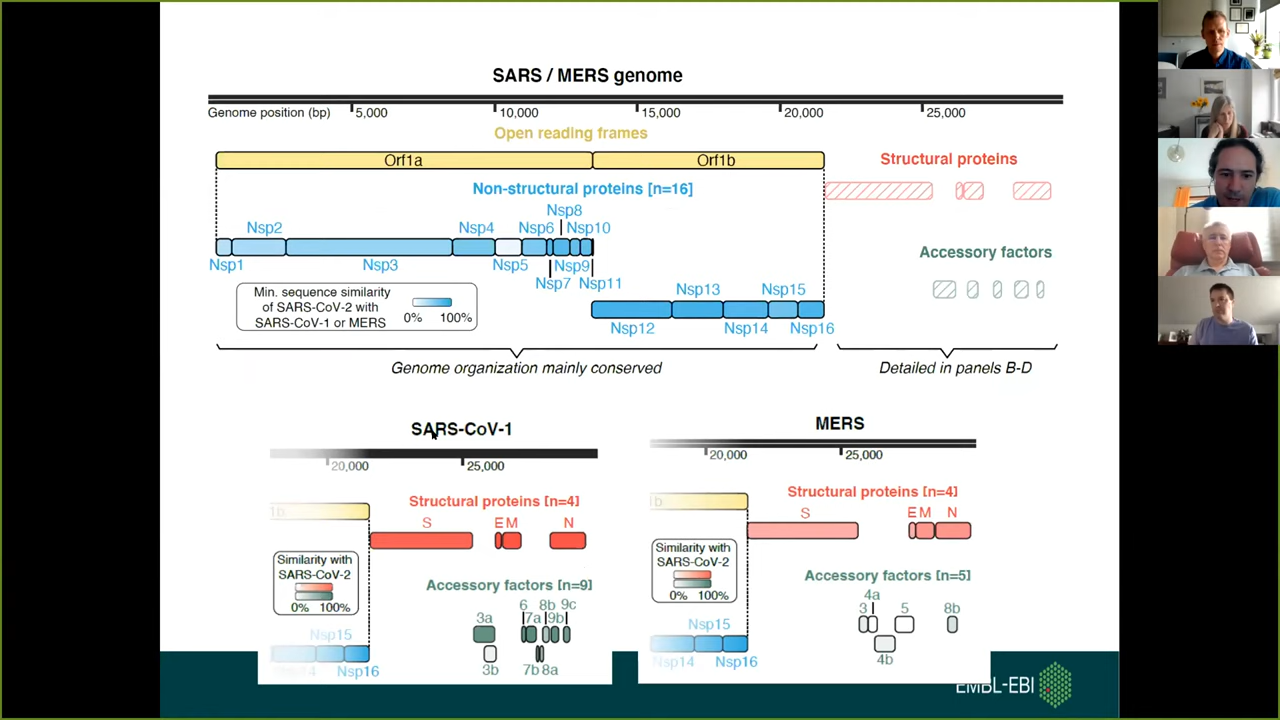 SARS / MERS genome
Genome position (bp) 5,000 10,000 15,000 20,000 25,000
Open reading frames
Orf1a Orf1b
Structural proteins
Non-structural proteins [n=16]
Nsp8
Nsp2 Nsp4 Nsp6 Nsp10
Nsp1 Nsp3 Nsp5 Nsp9
Nsp7 Nsp11
Accessory factors
Min. sequence similarity
of SARS-CoV-2 with
SARS-CoV-1 or MERS
0% 100%
Nsp13 Nsp15
Nsp12 Nsp14 Nsp16
Genome organization mainly conserved
Detailed in panels B-D
SARS-CoV-1
20,000 25,000
Structural proteins [n=4]
1b
S E M N
Similarity with
SARS-CoV-2
0% 100%
Accessory factors [n=9]
6 8b 9c
3a 7a 9b
3b 7b 8a
Nsp15
Nsp16
MERS
20,000 25,000
Structural proteins [n=4]
b
S E M N
Similarity with
SARS-CoV-2
0% 100%
Accessory factors [n=5]
4a
3 5 8b
4b
Nsp15
Nsp14 Nsp16
EMBL-EBI